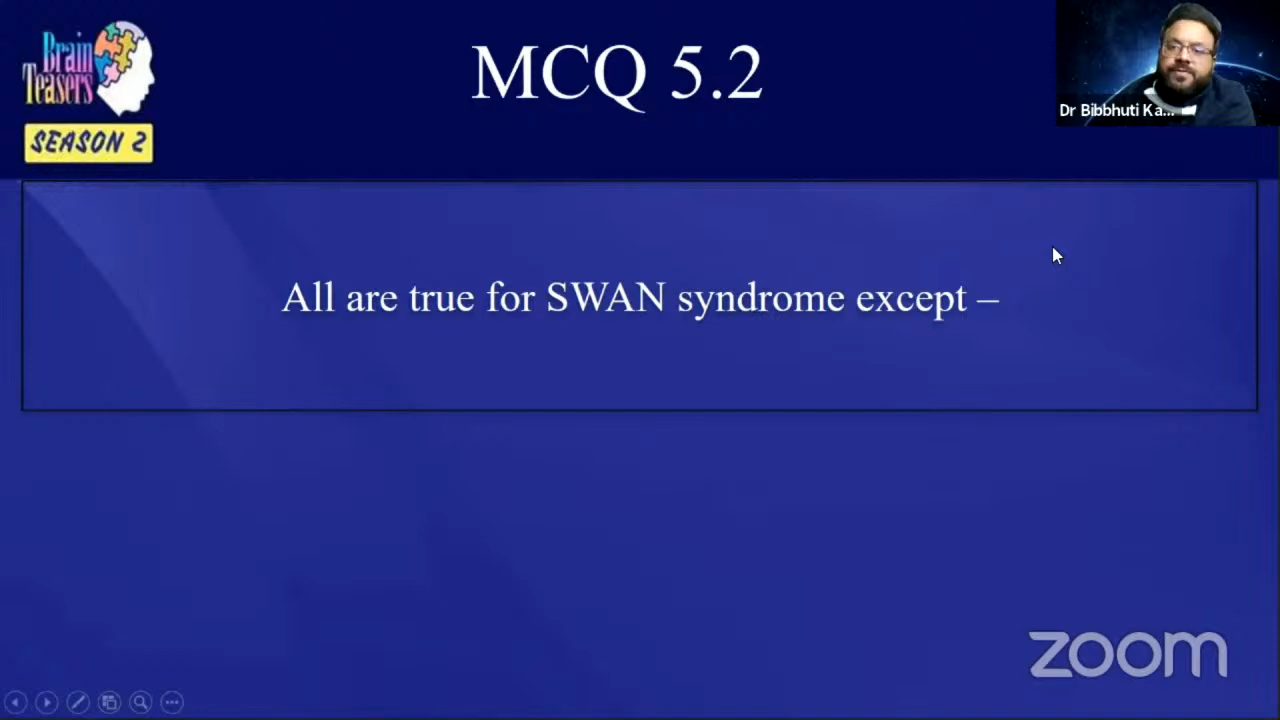 Brain
Teasers
SEASON 2
MCQ 5.2
Dr Bibbhuti Ka...
All are true for SWAN syndrome except –
zoom